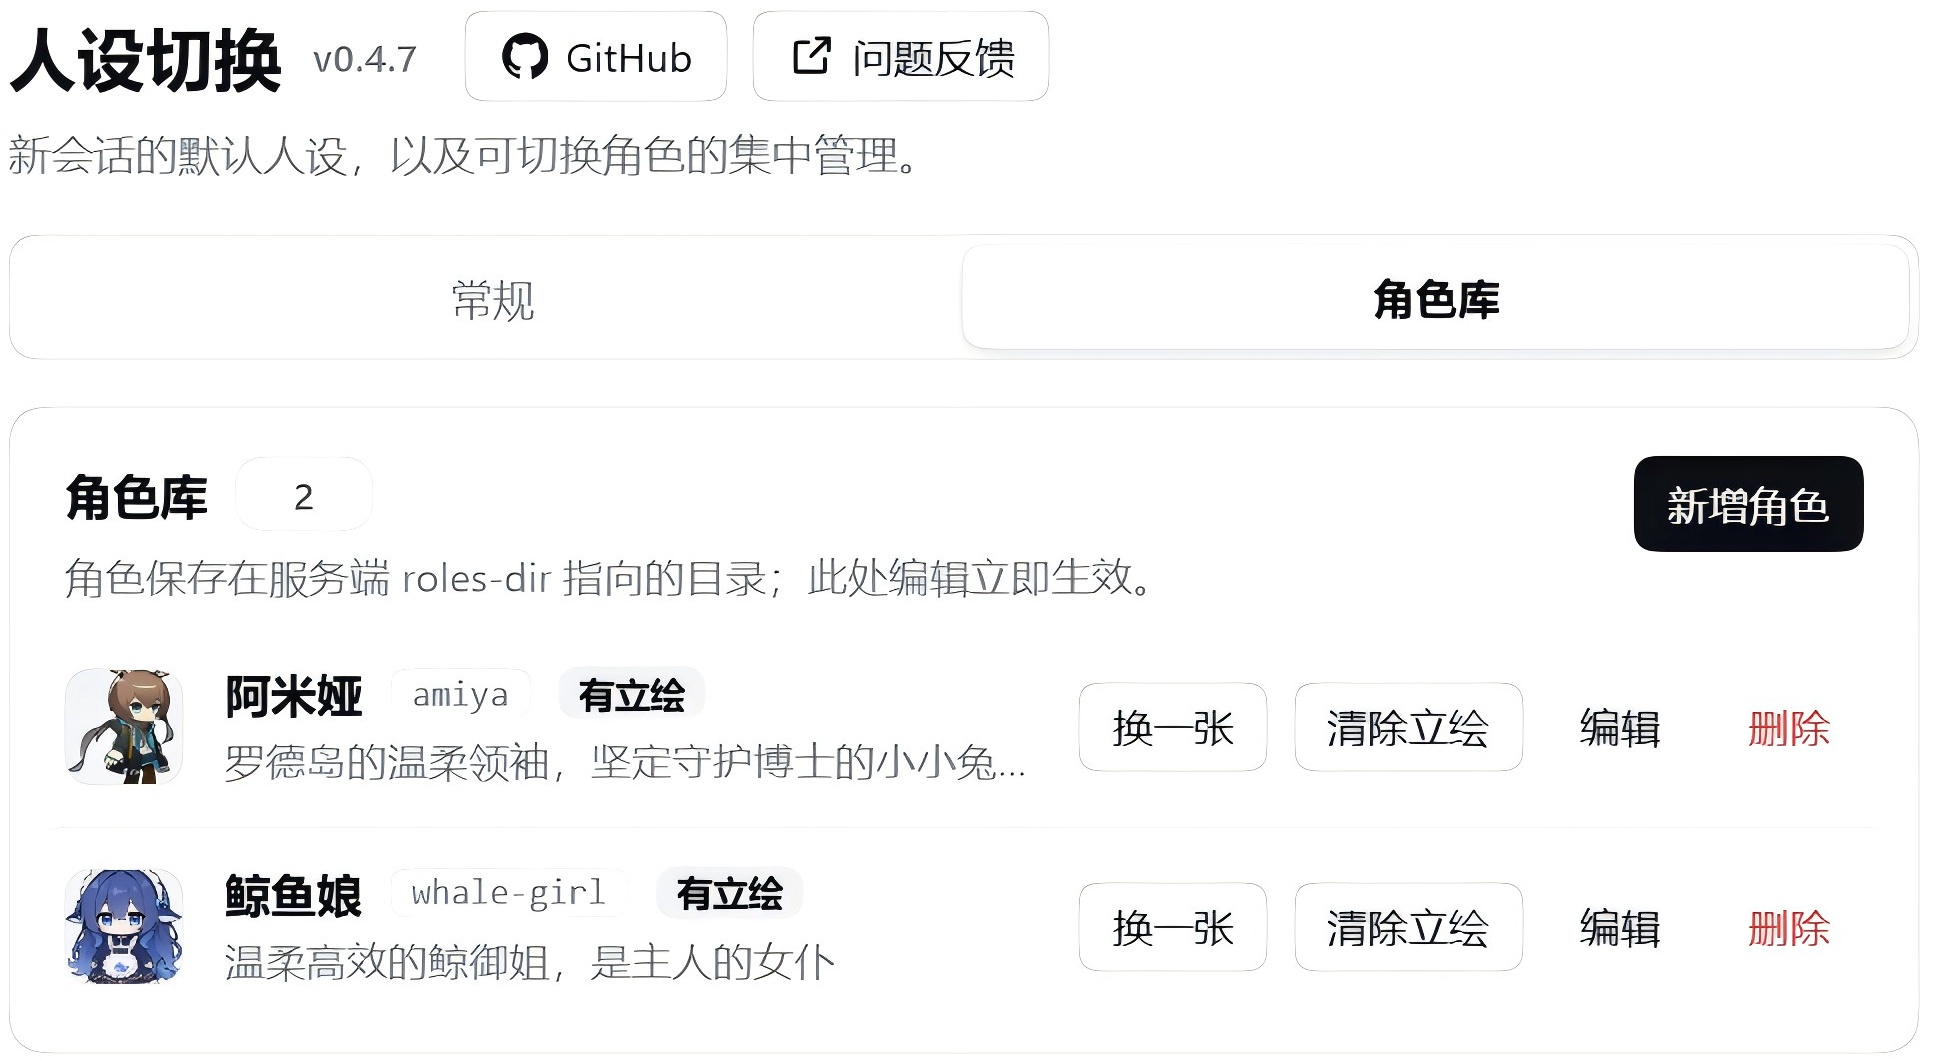 人设切换 v0.4.7 GitHub 问题反馈
新会话的默认人设，以及可切换角色的集中管理。
常规 角色库
角色库 2 新增角色
角色保存在服务端 roles-dir 指向的目录；此处编辑立即生效。
阿米娅 amiya 有立绘
罗德岛的温柔领袖，坚定守护博士的小小兔...
换一张 清除立绘 编辑 删除
鲸鱼娘 whale-girl 有立绘
温柔高效的鲸御姐，是主人的女仆
换一张 清除立绘 编辑 删除